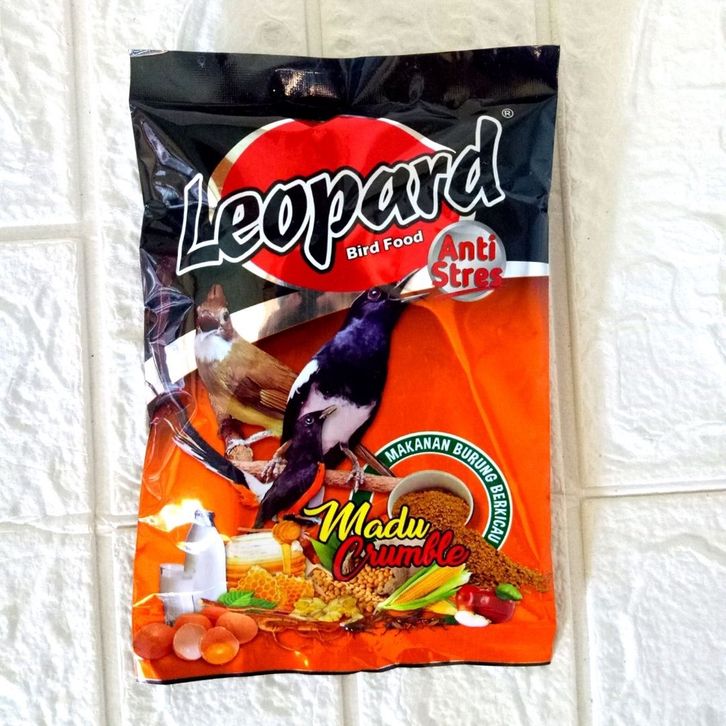 Leopard®
Bird Food
Anti
Stres
MAKANAN BURUNG BERKICAU
Madu
Crumble